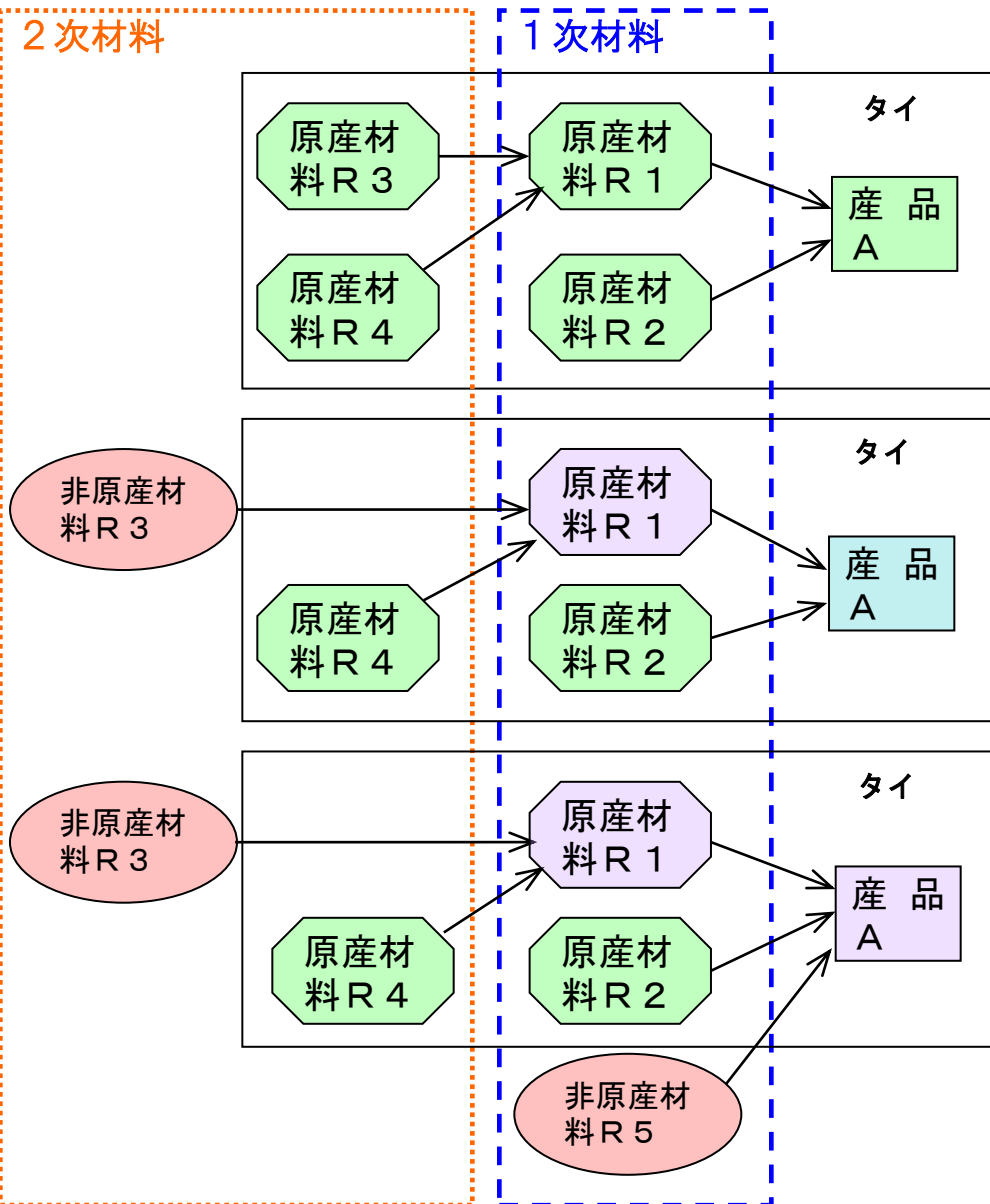 ２次材料
１次材料
タイ
原産材
料Ｒ３
原産材
料Ｒ１
産 品
Ａ
原産材
料Ｒ４
原産材
料Ｒ２
タイ
非原産材
料Ｒ３
原産材
料Ｒ１
産 品
Ａ
原産材
料Ｒ４
原産材
料Ｒ２
タイ
非原産材
料Ｒ３
原産材
料Ｒ１
産 品
Ａ
原産材
料Ｒ４
原産材
料Ｒ２
非原産材
料Ｒ５